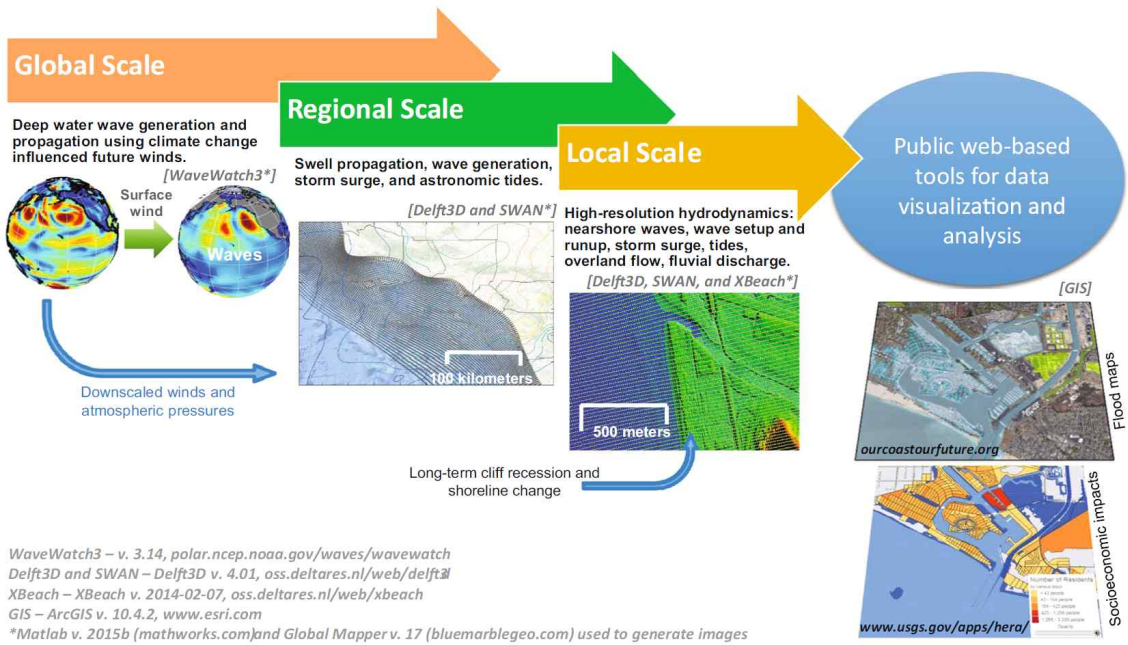 Global Scale
Deep water wave generation and
propagation using climate change
influenced future winds.
[WaveWatch3*]
Surface
wind
Waves
Downscaled winds and
atmospheric pressures
Regional Scale
Swell propagation, wave generation,
storm surge, and astronomic tides.
[Delft3D and SWAN*]
100 kilometers
Local Scale
High-resolution hydrodynamics:
nearshore waves, wave setup and
runup, storm surge, tides,
overland flow, fluvial discharge.
[Delft3D, SWAN, and XBeach*]
500 meters
Long-term cliff recession and
shoreline change
Public web-based
tools for data
visualization and
analysis
[GIS]
Flood maps
ourcoastourfuture.org
Socioeconomic impacts
Number of Residents
www.usgs.gov/apps/hera/
WaveWatch3 – v. 3.14, polar.ncep.noaa.gov/waves/wavewatch
Delft3D and SWAN – Delft3D v. 4.01, oss.deltares.nl/web/delft3d
XBeach – XBeach v. 2014-02-07, oss.deltares.nl/web/xbeach
GIS – ArcGIS v. 10.4.2, www.esri.com
*Matlab v. 2015b (mathworks.com)and Global Mapper v. 17 (bluemarblegeo.com) used to generate images